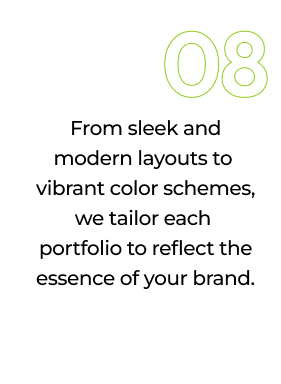 08
From sleek and
modern layouts to
vibrant color schemes,
we tailor each
portfolio to reflect the
essence of your brand.